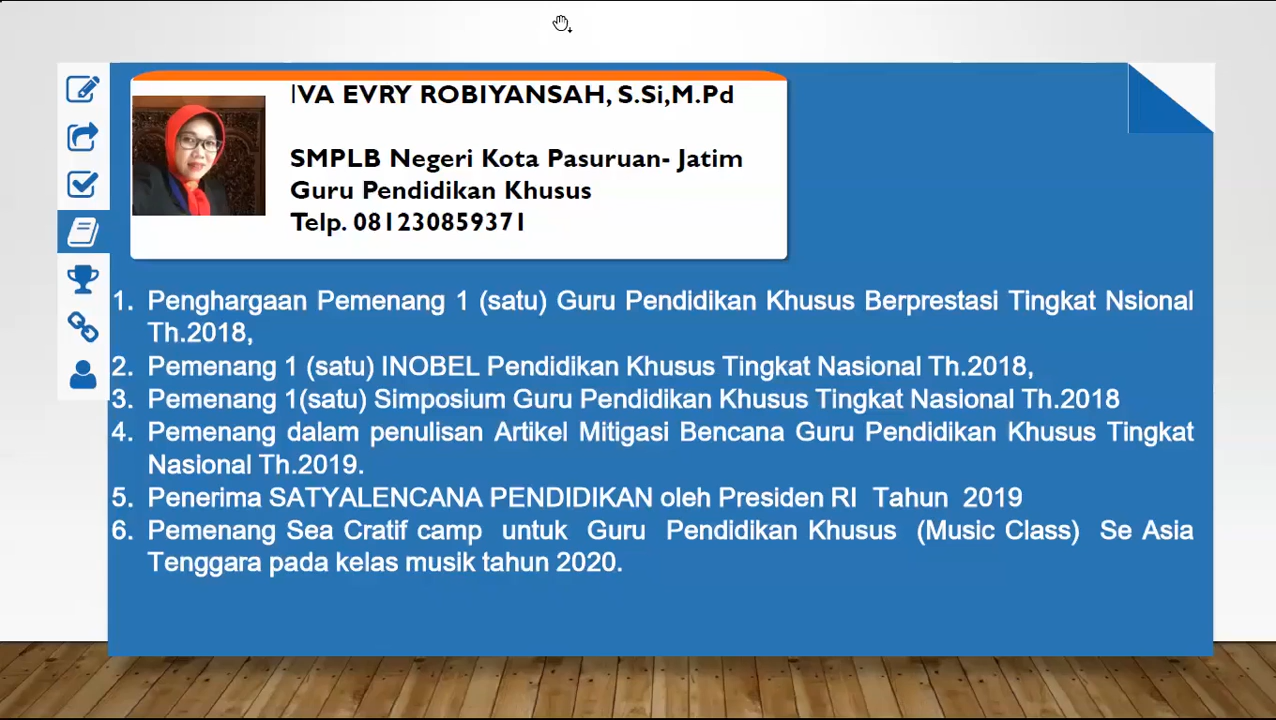 IVA EVRY ROBIYANSAH, S.Si,M.Pd
SMPLB Negeri Kota Pasuruan- Jatim
Guru Pendidikan Khusus
Telp. 081230859371
1. Penghargaan Pemenang 1 (satu) Guru Pendidikan Khusus Berprestasi Tingkat Nsional
Th.2018,
2. Pemenang 1 (satu) INOBEL Pendidikan Khusus Tingkat Nasional Th.2018,
3. Pemenang 1(satu) Simposium Guru Pendidikan Khusus Tingkat Nasional Th.2018
4. Pemenang dalam penulisan Artikel Mitigasi Bencana Guru Pendidikan Khusus Tingkat
Nasional Th.2019.
5. Penerima SATYALENCANA PENDIDIKAN oleh Presiden RI Tahun 2019
6. Pemenang Sea Cratif camp untuk Guru Pendidikan Khusus (Music Class) Se Asia
Tenggara pada kelas musik tahun 2020.